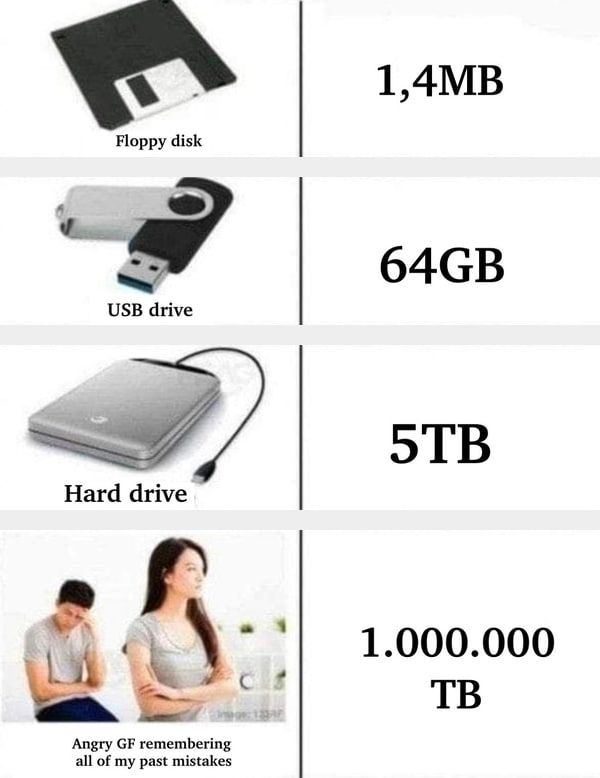 1,4MB
Floppy disk
64GB
USB drive
5TB
Hard drive
1.000.000
TB
Image: 123RF
Angry GF remembering
all of my past mistakes